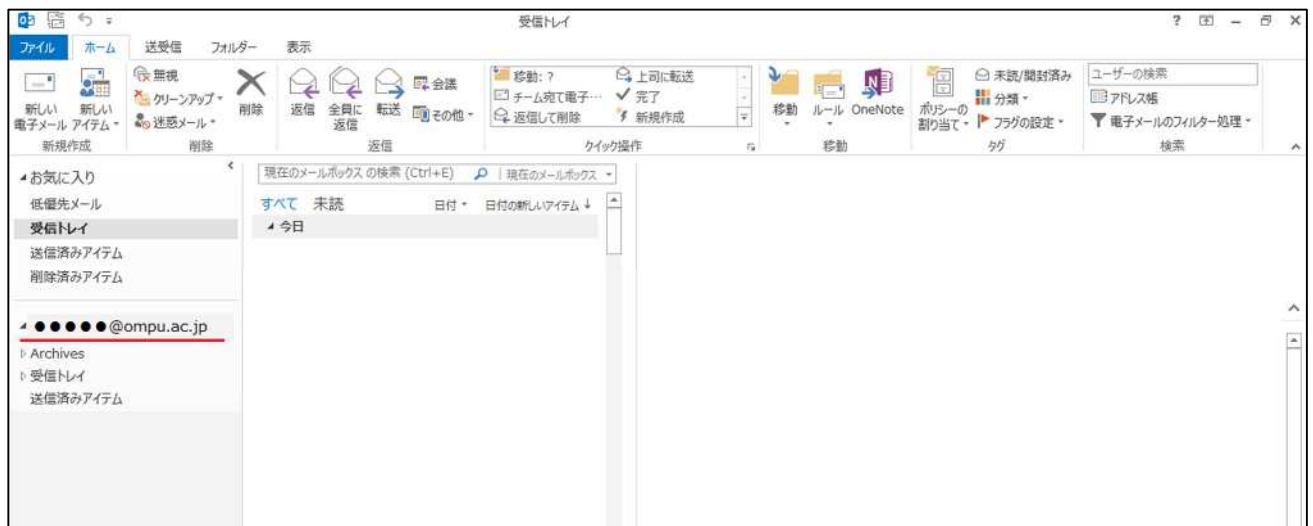 受信トレイ
ファイル ホーム 送受信 フォルダー 表示
新しい 電子メール
新しい アイテム
新規作成
無視
クリーンアップ
迷惑メール
削除
削除
返信
全員に 返信
転送
会議
その他
返信
移動: ?
チーム宛て電子…
返信して削除
上司に転送
完了
新規作成
クイック操作
移動
ルール
OneNote
移動
ポリシーの 割り当て
未読/開封済み
分類
フラグの設定
タグ
ユーザーの検索
アドレス帳
電子メールのフィルター処理
検索
お気に入り
低優先メール
受信トレイ
送信済みアイテム
削除済みアイテム
●●●●●@ompu.ac.jp
Archives
受信トレイ
送信済みアイテム
現在のメールボックス の検索 (Ctrl+E) 現在のメールボックス
すべて 未読 日付 日付の新しいアイテム ↓
今日